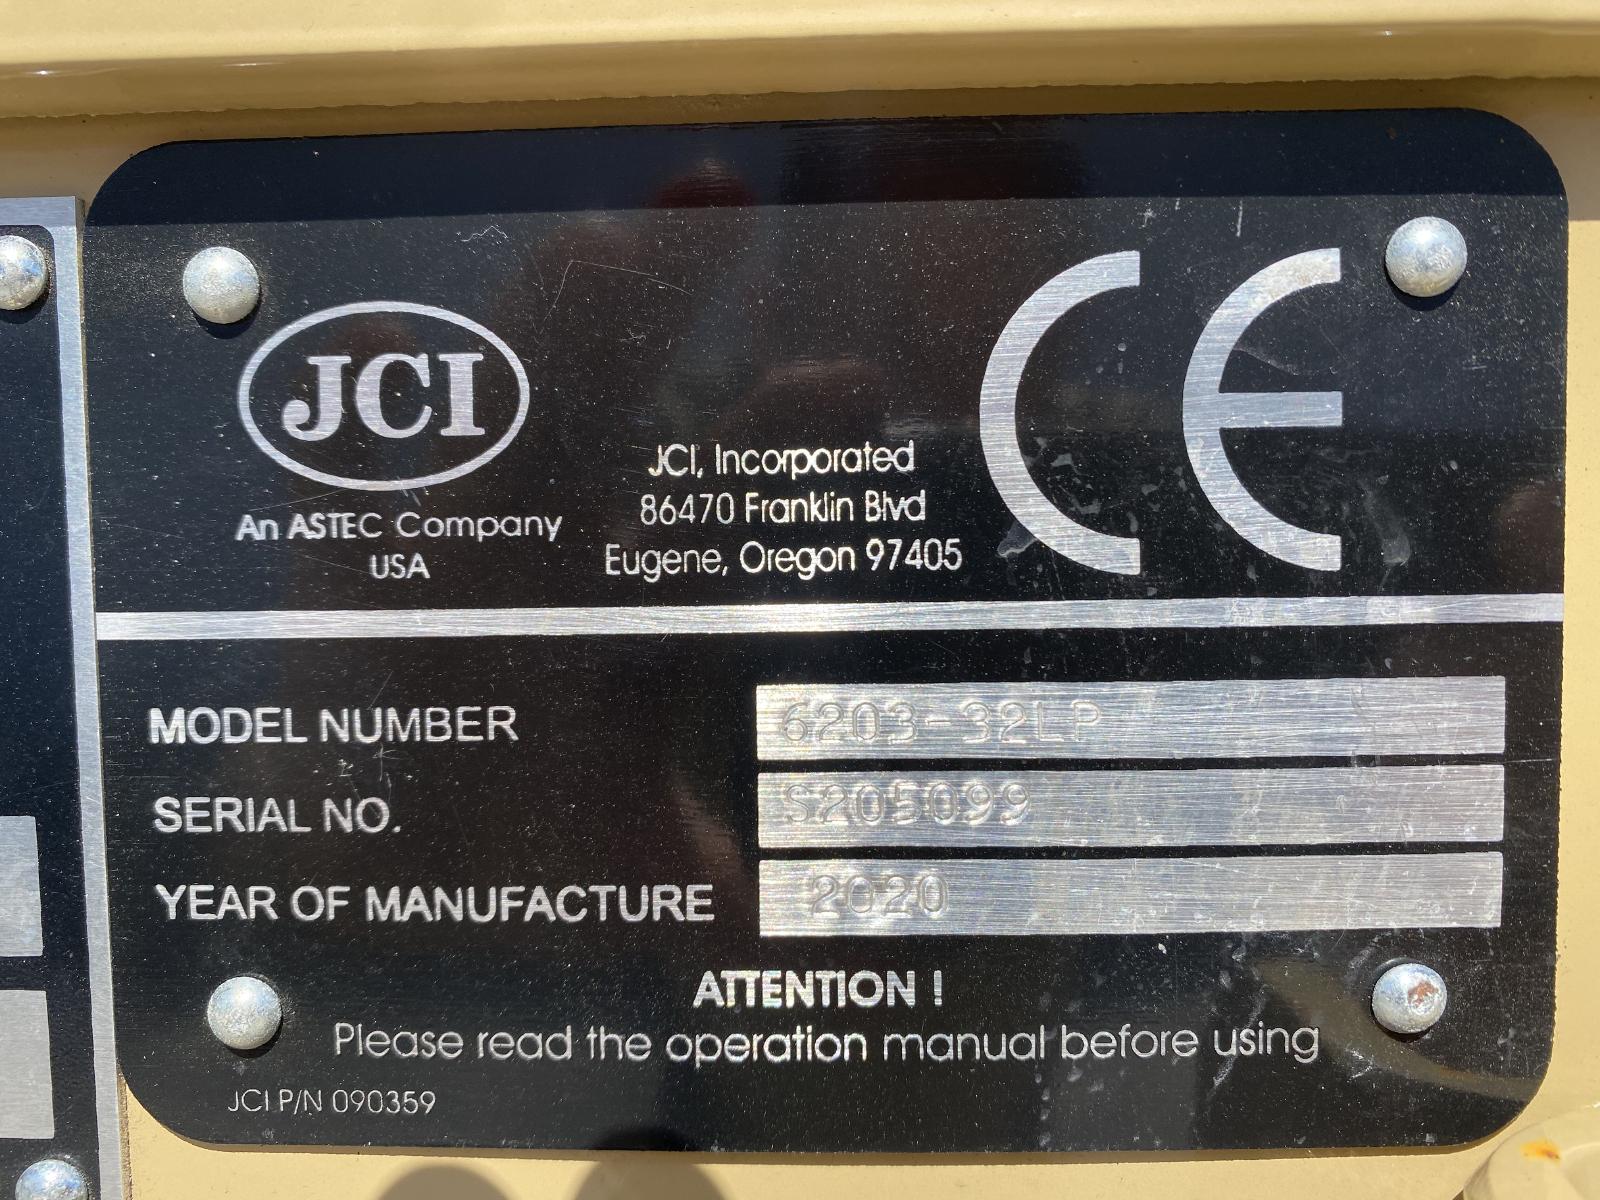 JCI
An ASTEC Company
USA
JCI, Incorporated
86470 Franklin Blvd
Eugene, Oregon 97405
CE
MODEL NUMBER 6203-32LP
SERIAL NO. S205099
YEAR OF MANUFACTURE 2020
ATTENTION !
Please read the operation manual before using
JCI P/N 090359